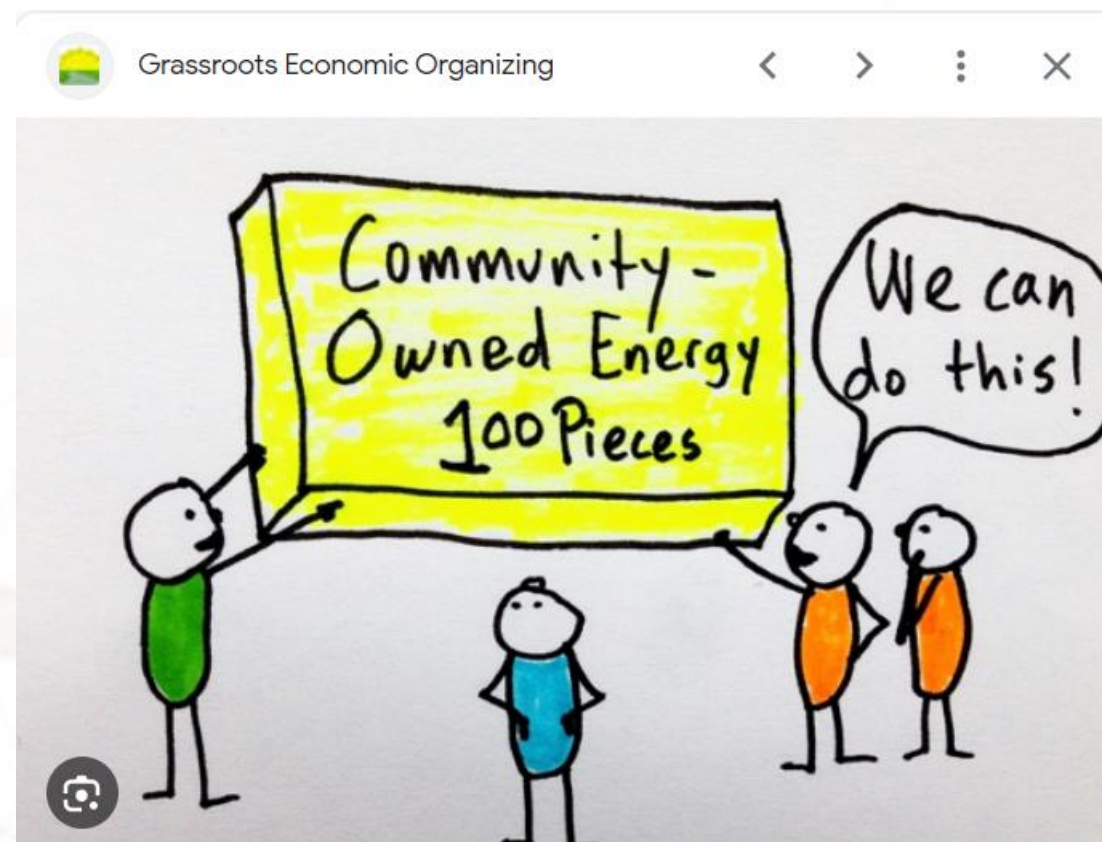 Grassroots Economic Organizing
Community-
Owned Energy
100 Pieces
We can
do this!